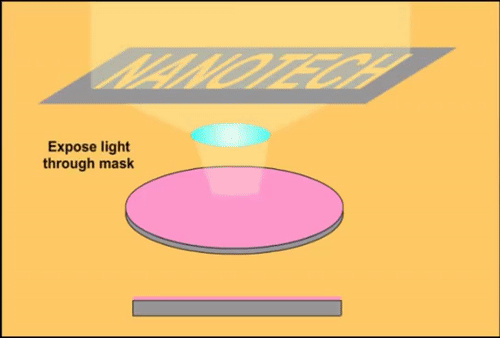 NANOTECH
Expose light
through mask